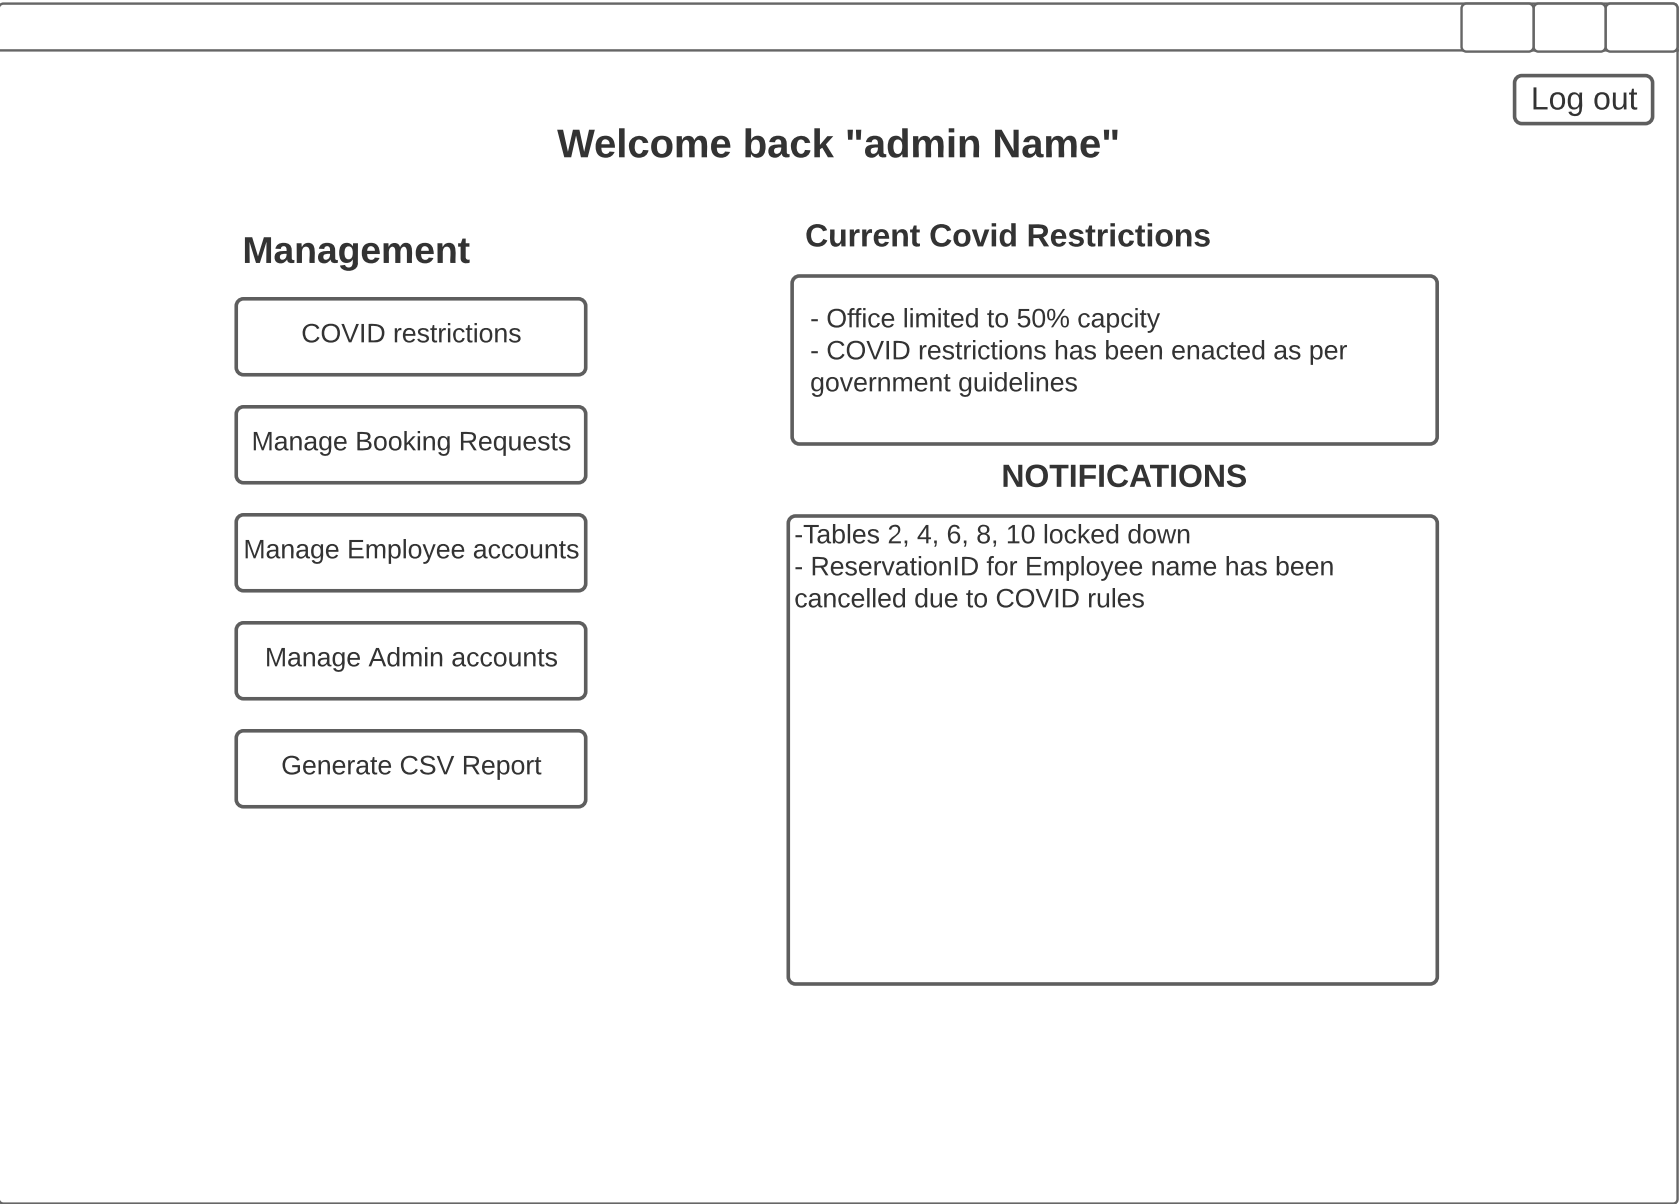 Log out
Welcome back "admin Name"
Management
COVID restrictions
Manage Booking Requests
Manage Employee accounts
Manage Admin accounts
Generate CSV Report
Current Covid Restrictions
- Office limited to 50% capcity
- COVID restrictions has been enacted as per
government guidelines
NOTIFICATIONS
-Tables 2, 4, 6, 8, 10 locked down
- ReservationID for Employee name has been
cancelled due to COVID rules